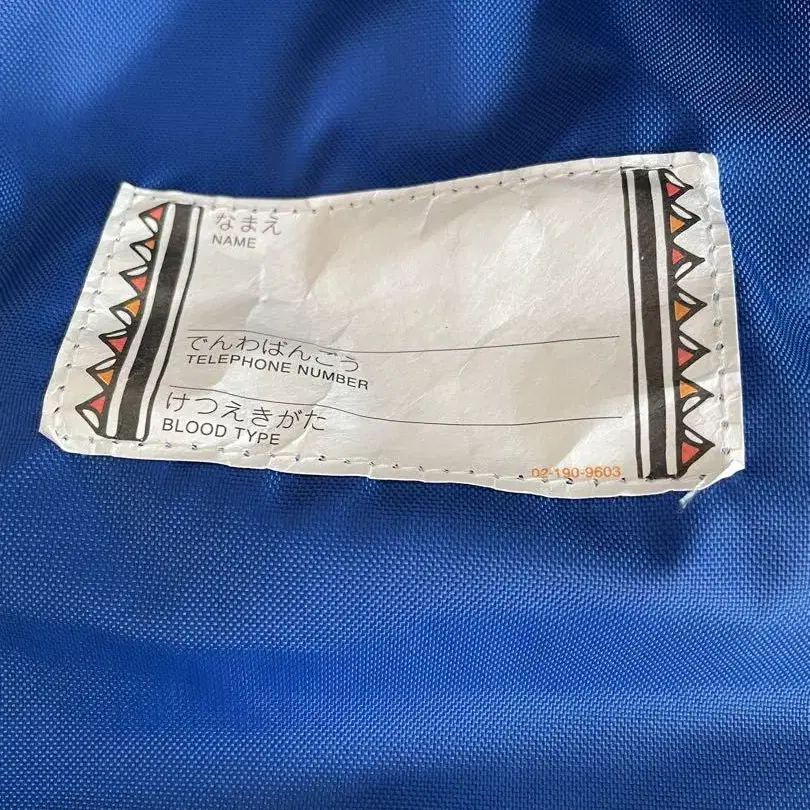 なまえ
NAME
でんわばんごう
TELEPHONE NUMBER
けつえきがた
BLOOD TYPE
02-190-9603